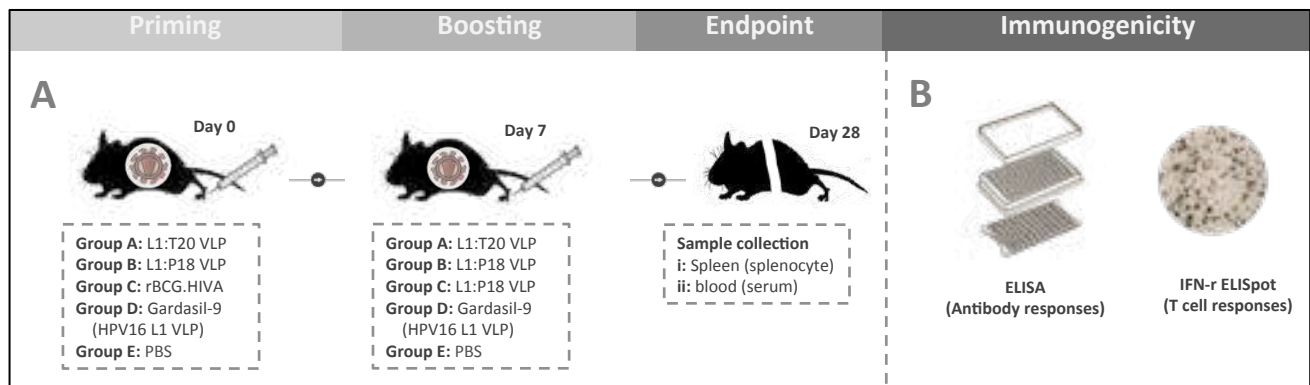 Priming
Boosting
Endpoint
Immunogenicity
A
Day 0
Group A: L1:T20 VLP
Group B: L1:P18 VLP
Group C: rBCG.HIVA
Group D: Gardasil-9
(HPV16 L1 VLP)
Group E: PBS
Day 7
Group A: L1:T20 VLP
Group B: L1:P18 VLP
Group C: L1:P18 VLP
Group D: Gardasil-9
(HPV16 L1 VLP)
Group E: PBS
Day 28
Sample collection
i: Spleen (splenocyte)
ii: blood (serum)
B
ELISA
(Antibody responses)
IFN-r ELISpot
(T cell responses)